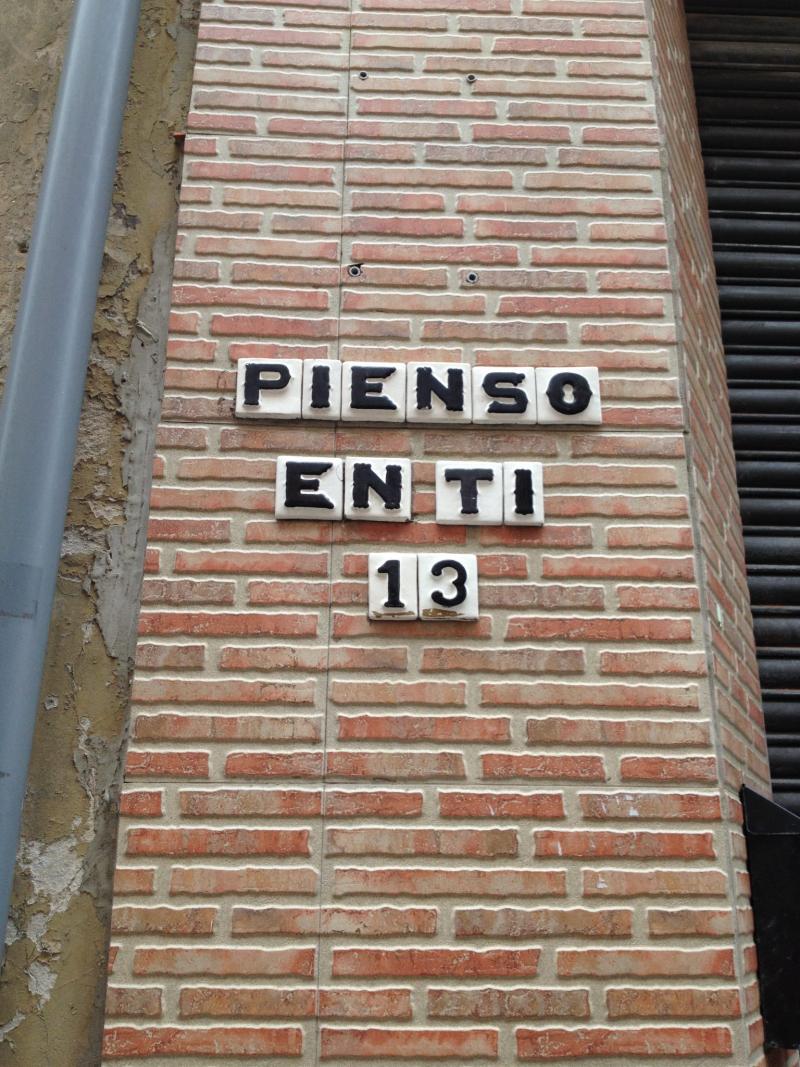 PIENSO
EN TI
13